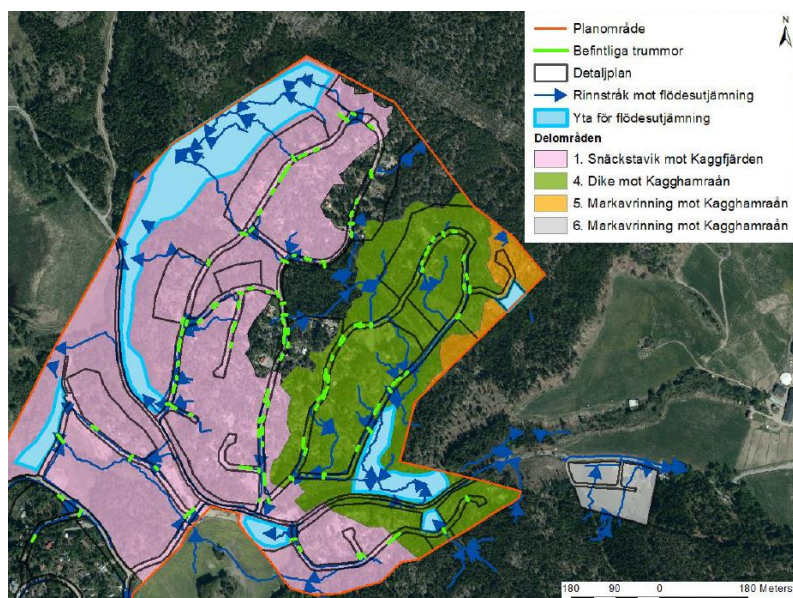 N
Planområde
Befintliga trummor
Detaljplan
Rinnstråk mot flödesutjämning
Yta för flödesutjämning
Delområden
1. Snäckstavik mot Kaggfjärden
4. Dike mot Kagghamraån
5. Markavrinning mot Kagghamraån
6. Markavrinning mot Kagghamraån
180 90 0 180 Meters